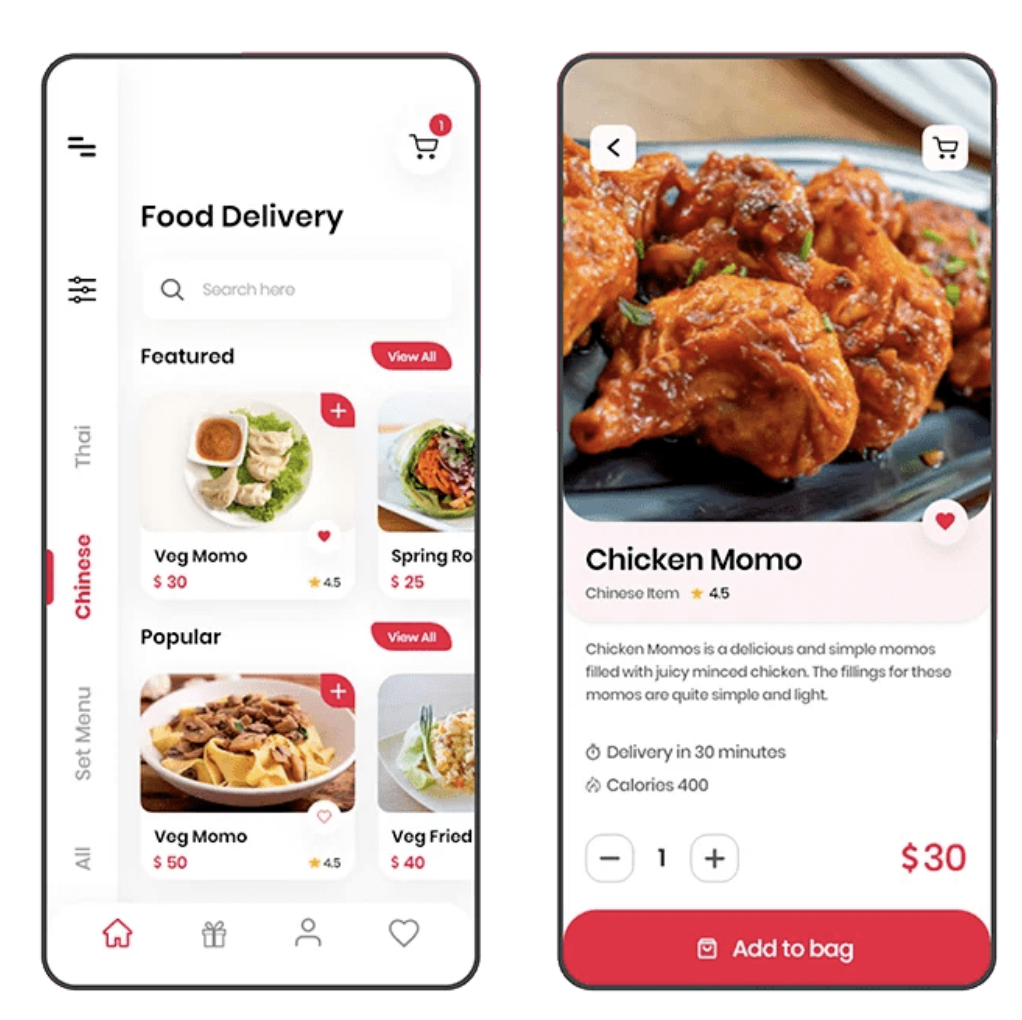 1
Food Delivery
Search here
Featured
View All
Veg Momo
$ 30
4.5
Spring Ro
$ 25
Popular
View All
Veg Momo
$ 50
4.5
Veg Fried
$ 40
Thai
Chinese
Set Menu
All
Chicken Momo
Chinese Item
4.5
Chicken Momos is a delicious and simple momos
filled with juicy minced chicken. The fillings for these
momos are quite simple and light.
Delivery in 30 minutes
Calories 400
1
$30
Add to bag